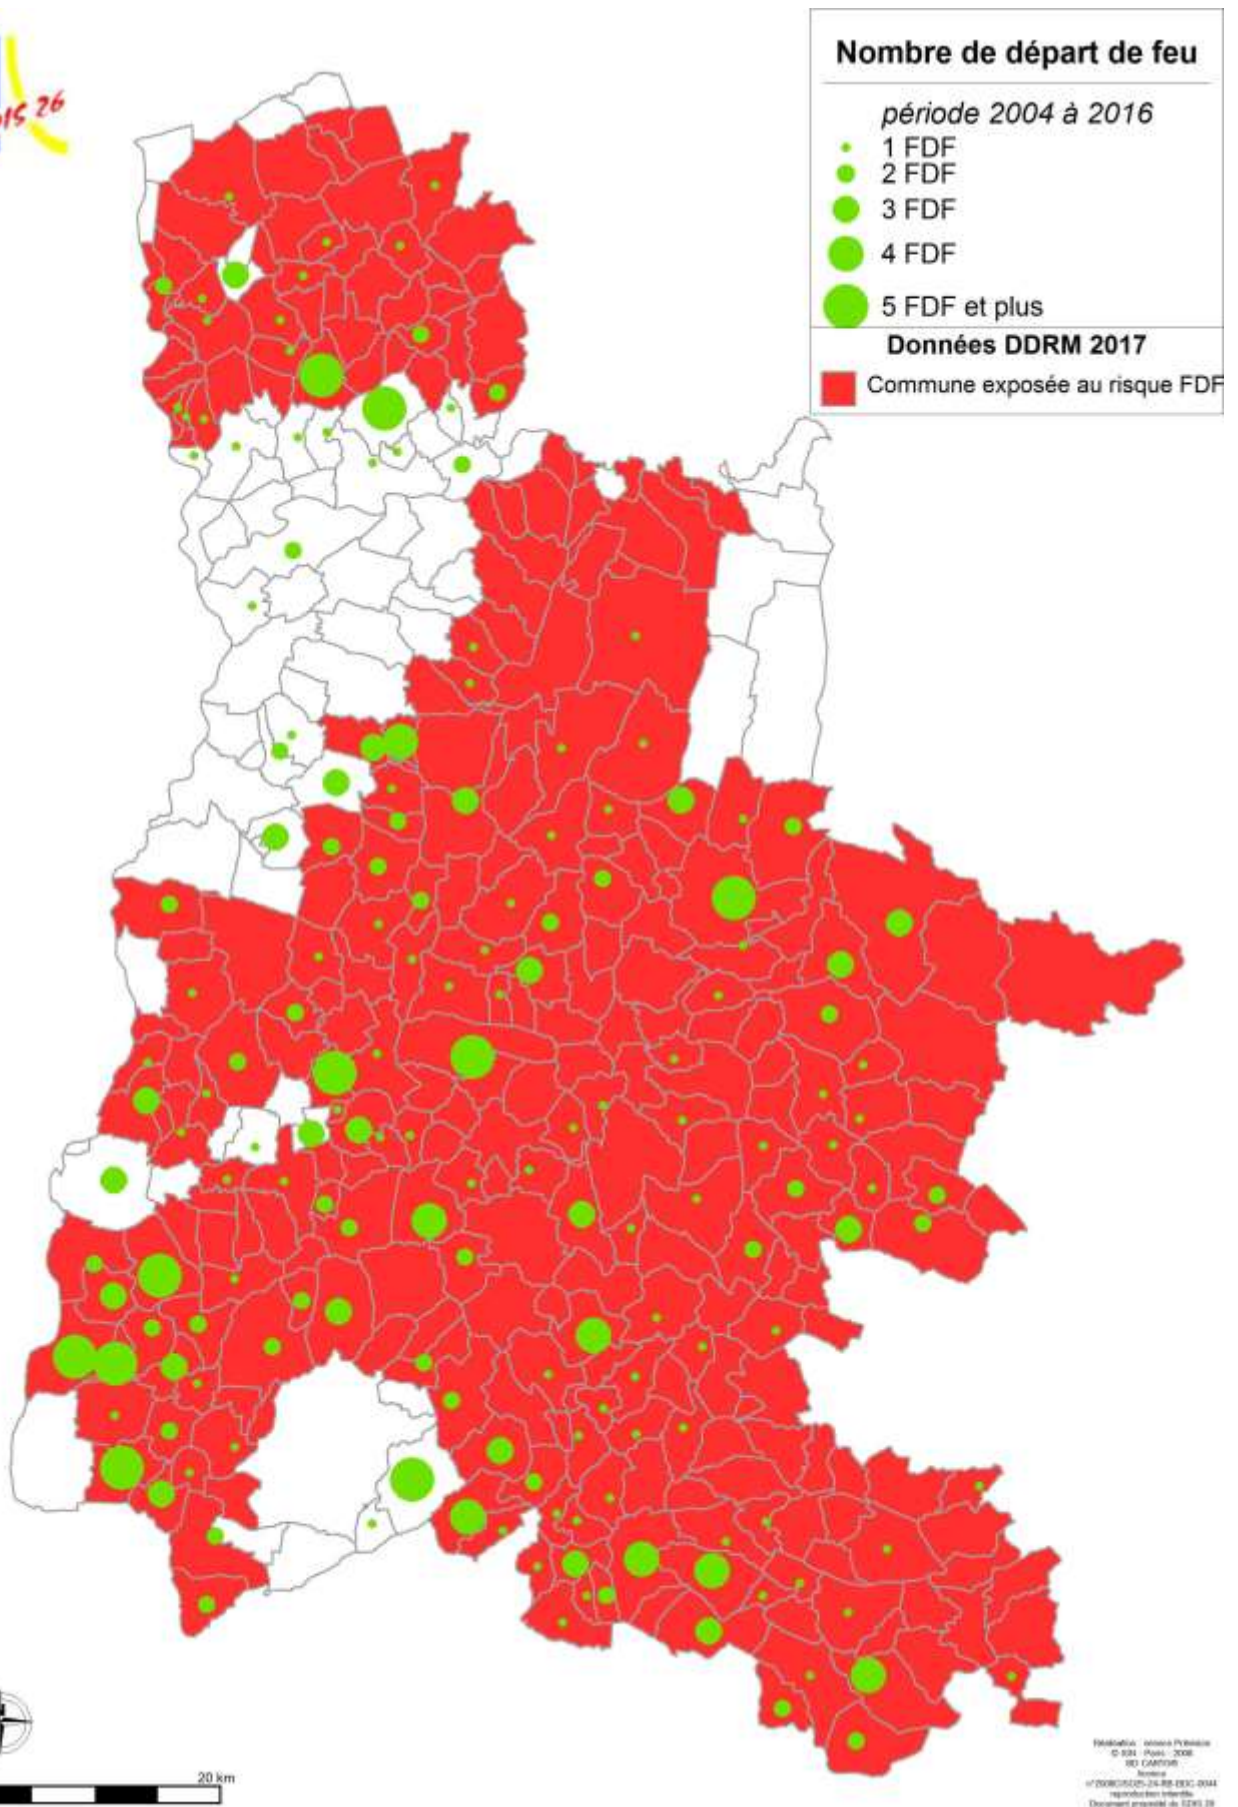 26
Nombre de départ de feu
période 2004 à 2016
1 FDF
2 FDF
3 FDF
4 FDF
5 FDF et plus
Données DDRM 2017
Commune exposée au risque FDF
20 km